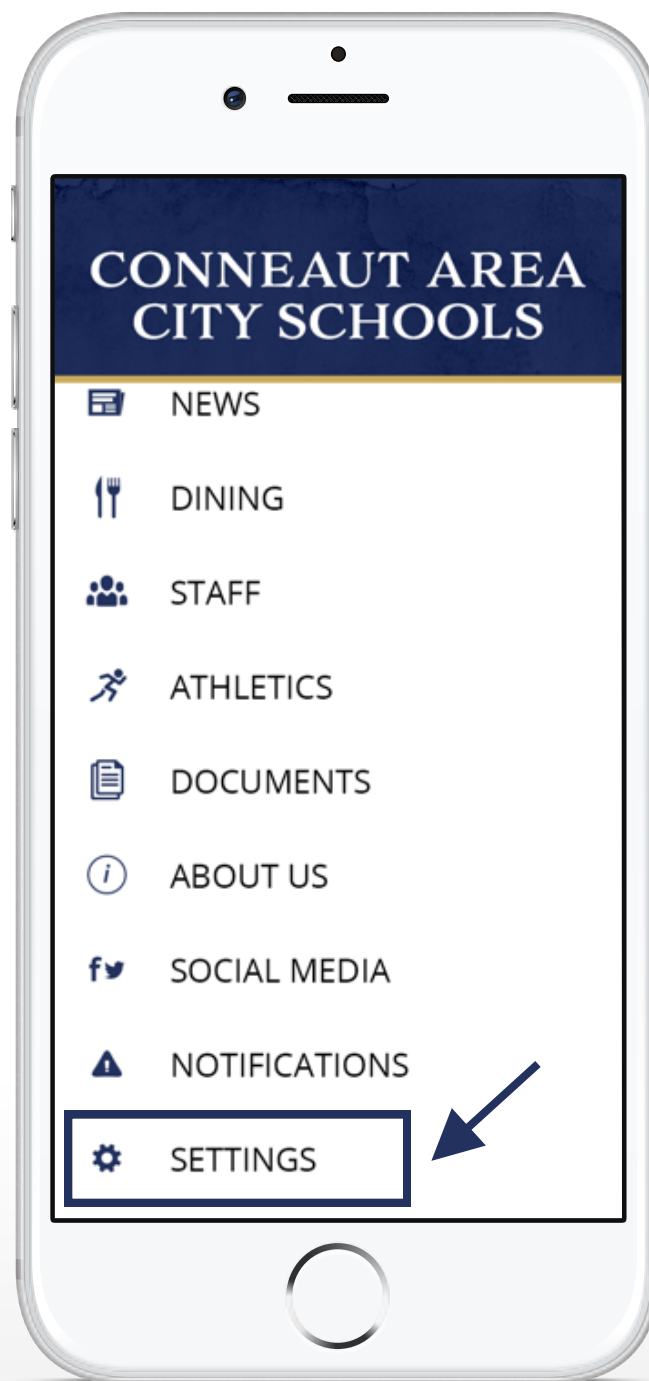 CONNEAUT AREA
CITY SCHOOLS
NEWS
DINING
STAFF
ATHLETICS
DOCUMENTS
ABOUT US
SOCIAL MEDIA
NOTIFICATIONS
SETTINGS